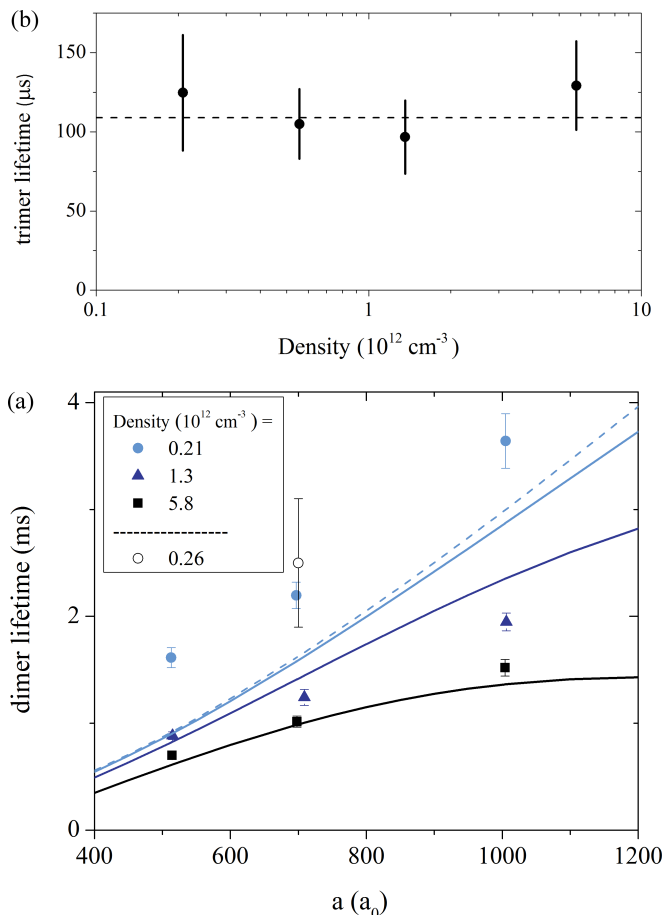 (b)
150
100
50
0
trimer lifetime (μs)
0.1 1 10
Density (10¹² cm⁻³)
(a)
4
2
0
dimer lifetime (ms)
Density (10¹² cm⁻³) =
0.21
1.3
5.8
0.26
400 600 800 1000 1200
a (a₀)